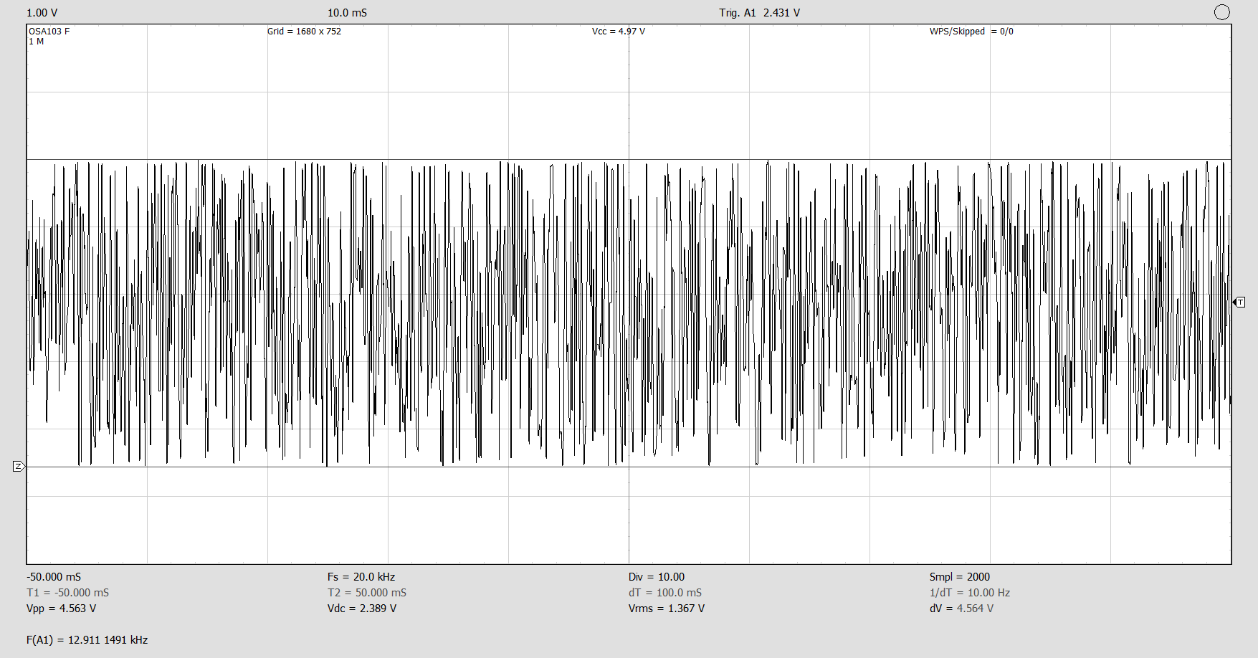 1.00 V 10.0 mS Trig. A1 2.431 V
OSA103 F Grid = 1680 x 752 Vcc = 4.97 V WPS/Skipped = 0/0
1 M
T
Z
-50.000 mS Fs = 20.0 kHz Div = 10.00 Smpl = 2000
T1 = -50.000 mS T2 = 50.000 mS dT = 100.0 mS 1/dT = 10.00 Hz
Vpp = 4.563 V Vdc = 2.389 V Vrms = 1.367 V dV = 4.564 V
F(A1) = 12.911 1491 kHz